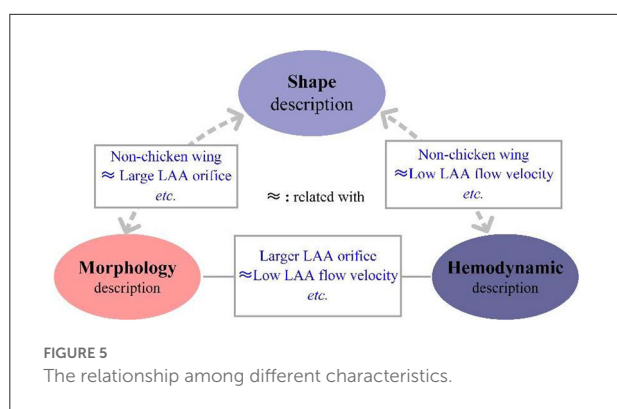 Shape
description
Non-chicken wing
≈ Large LAA orifice
etc.
Non-chicken wing
≈Low LAA flow velocity
etc.
≈ : related with
Morphology
description
Larger LAA orifice
≈Low LAA flow velocity
etc.
Hemodynamic
description
FIGURE 5
The relationship among different characteristics.